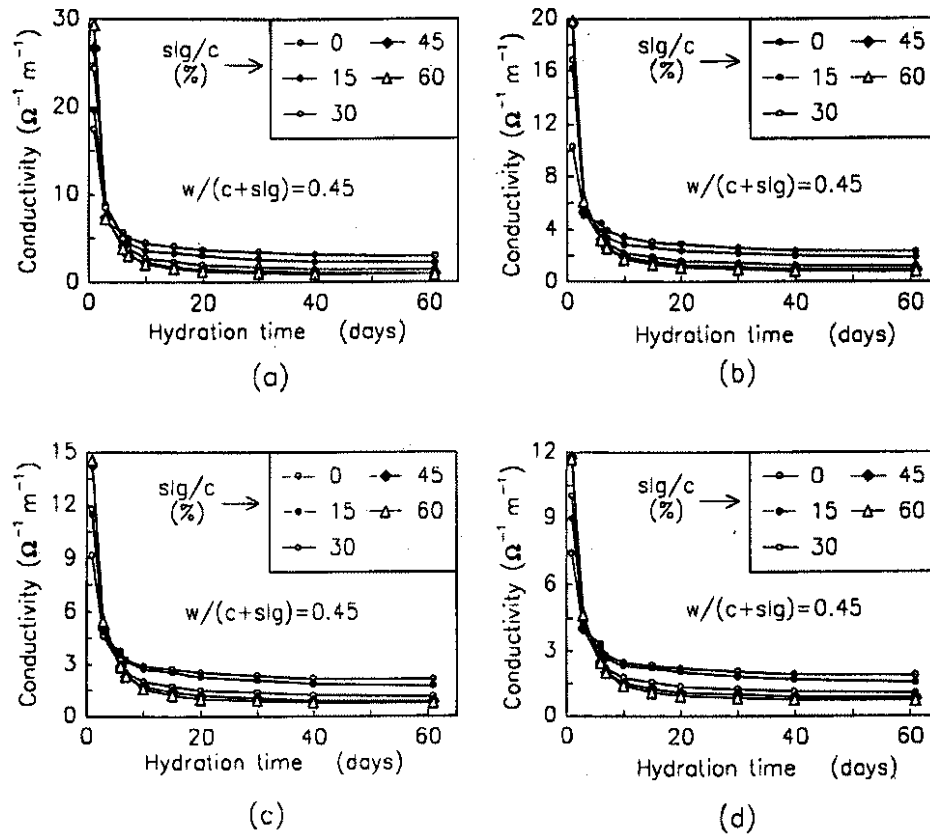 Conductivity (Ω⁻¹ m⁻¹)
30
20
10
0
slg/c
(%)
0 45
15 60
30
w/(c+slg)=0.45
0 20 40 60
Hydration time (days)
(a)
Conductivity (Ω⁻¹ m⁻¹)
20
16
12
8
4
0
slg/c
(%)
0 45
15 60
30
w/(c+slg)=0.45
0 20 40 60
Hydration time (days)
(b)
Conductivity (Ω⁻¹ m⁻¹)
15
12
9
6
3
0
slg/c
(%)
0 45
15 60
30
w/(c+slg)=0.45
0 20 40 60
Hydration time (days)
(c)
Conductivity (Ω⁻¹ m⁻¹)
12
9
6
3
0
slg/c
(%)
0 45
15 60
30
w/(c+slg)=0.45
0 20 40 60
Hydration time (days)
(d)